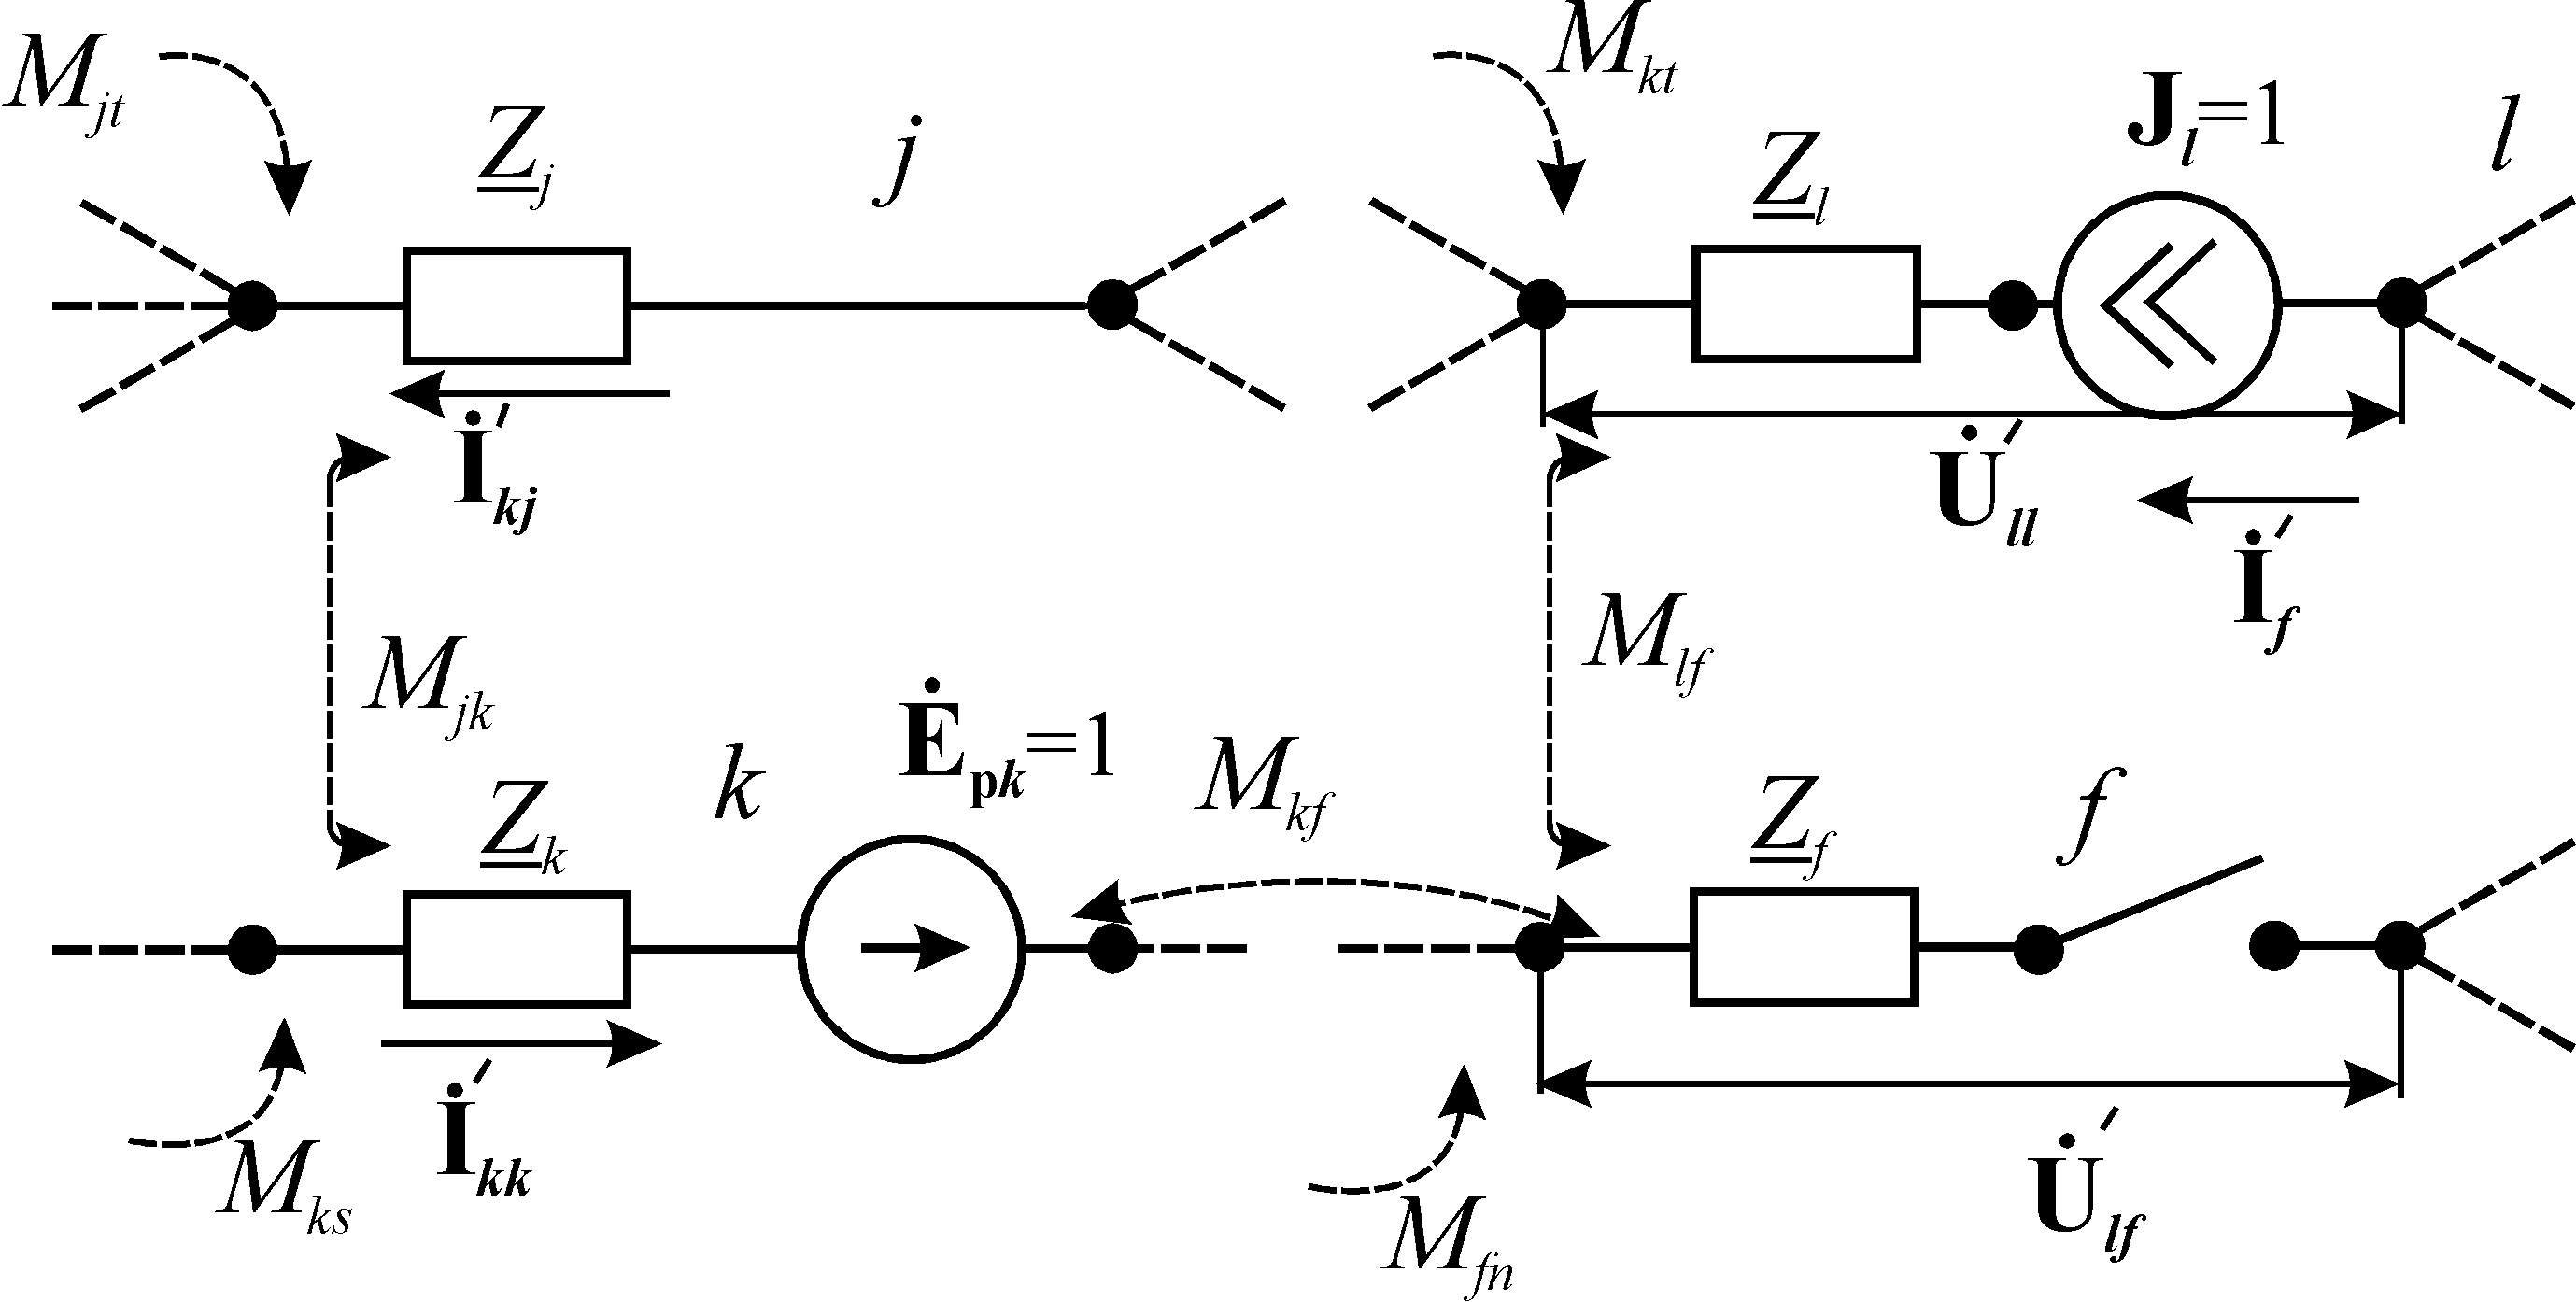 M_jt
Z_j
j
M_kt
Z_l
J_l=1
l
İ′_kj
U̇′_ll
İ′_f
M_jk
M_lf
Z_k
k
Ė_pk=1
M_kf
Z_f
f
İ′_kk
M_ks
M_fn
U̇′_lf